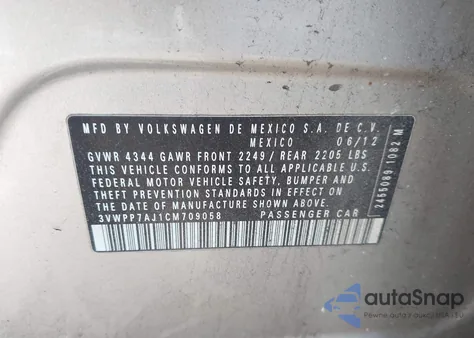 MFD BY VOLKSWAGEN DE MEXICO S.A. DE C.V.
MEXICO 06/12
GVWR 4344 GAWR FRONT 2249 / REAR 2205 LBS
THIS VEHICLE CONFORMS TO ALL APPLICABLE U.S.
FEDERAL MOTOR VEHICLE SAFETY, BUMPER AND
THEFT PREVENTION STANDARDS IN EFFECT ON
THE DATE OF MANUFACTURE SHOWN ABOVE.
3VWPP7AJ1CM709058 PASSENGER CAR
2455089 1082 M
autoSnap